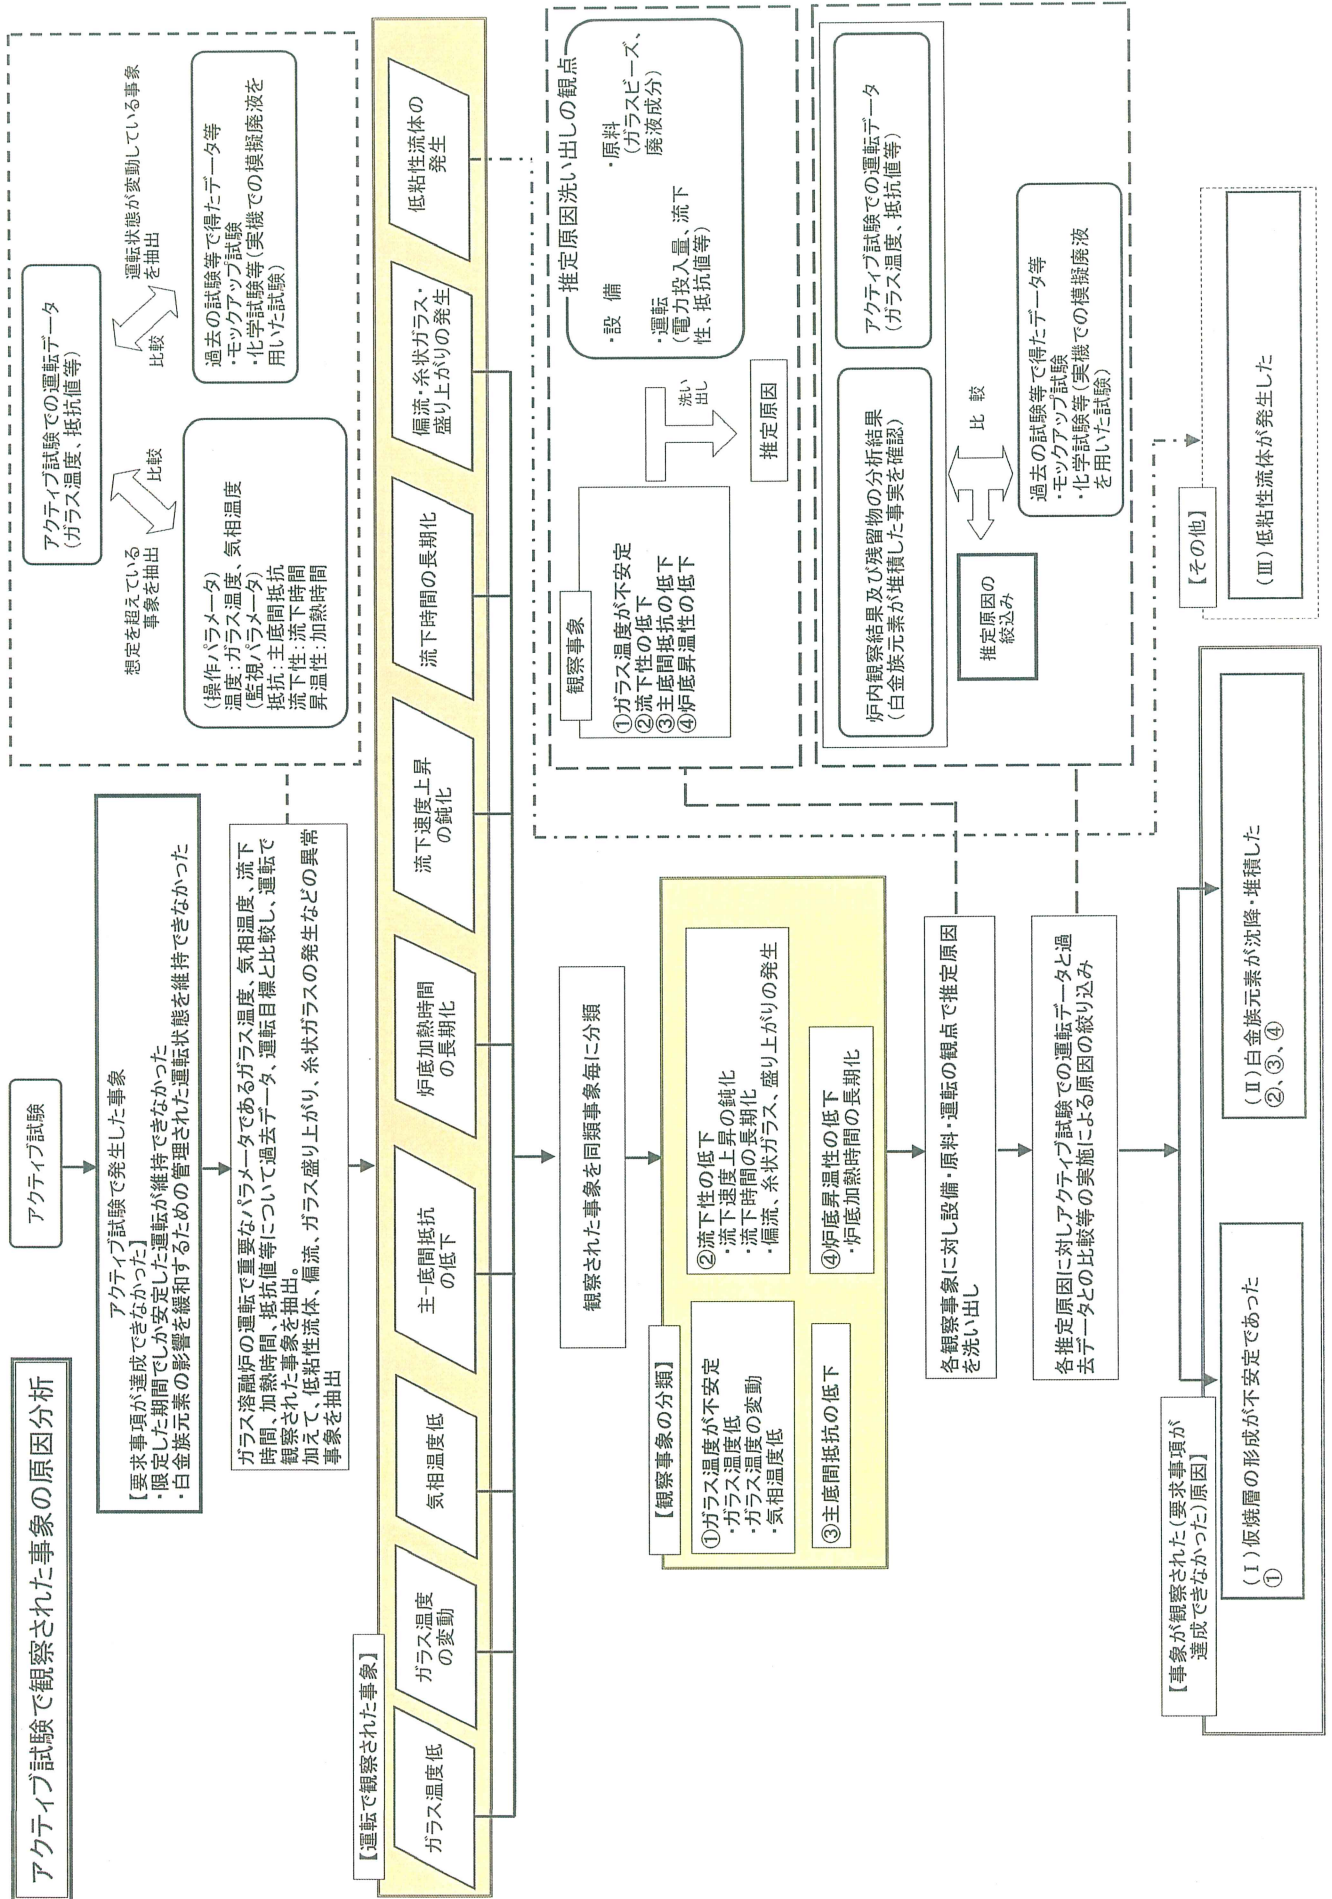 アクティブ試験で観察された事象の原因分析
アクティブ試験
アクティブ試験で発生した事象
【要求事項が達成できなかった】
・限定した期間でしか安定した運転が維持できなかった
・白金族元素の影響を緩和するための管理された運転状態を維持できなかった
ガラス溶融炉の運転で重要なパラメータであるガラス温度、気相温度、流下
時間、加熱時間、抵抗値等について過去データ、運転目標と比較し、運転で
観察された事象を抽出。
加えて、低粘性流体、偏流、ガラス盛り上がり、糸状ガラスの発生などの異常
事象を抽出
アクティブ試験での運転データ
(ガラス温度、抵抗値等)
想定を超えている
事象を抽出
比較
比較
運転状態が変動している事象
を抽出
(操作パラメータ)
温度:ガラス温度、気相温度
(監視パラメータ)
抵抗:主底間抵抗
流下性:流下時間
昇温性:加熱時間
過去の試験等で得たデータ等
・モックアップ試験
・化学試験等(実機での模擬廃液を
用いた試験)
【運転で観察された事象】
ガラス温度低
ガラス温度
の変動
気相温度低
主-底間抵抗
の低下
炉底加熱時間
の長期化
流下速度上昇
の鈍化
流下時間の長期化
偏流・糸状ガラス・
盛り上がりの発生
低粘性流体の
発生
観察された事象を同類事象毎に分類
【観察事象の分類】
①ガラス温度が不安定
・ガラス温度低
・ガラス温度の変動
・気相温度低
②流下性の低下
・流下速度上昇の鈍化
・流下時間の長期化
・偏流、糸状ガラス、盛り上がりの発生
③主底間抵抗の低下
④炉底昇温性の低下
・炉底加熱時間の長期化
観察事象
①ガラス温度が不安定
②流下性の低下
③主底間抵抗の低下
④炉底昇温性の低下
洗い
出し
推定原因
推定原因洗い出しの観点
・設 備
・原料
(ガラスビーズ、
廃液成分)
・運転
(電力投入量、流下
性、抵抗値等)
各観察事象に対し設備・原料・運転の観点で推定原因
を洗い出し
各推定原因に対しアクティブ試験での運転データと過
去データとの比較等の実施による原因の絞り込み
炉内観察結果及び残留物の分析結果
(白金族元素が堆積した事実を確認)
アクティブ試験での運転データ
(ガラス温度、抵抗値等)
推定原因の
絞込み
比 較
過去の試験等で得たデータ等
・モックアップ試験
・化学試験等(実機での模擬廃液
を用いた試験)
【事象が観察された(要求事項が
達成できなかった)原因】
(Ⅰ)仮焼層の形成が不安定であった
①
(Ⅱ)白金族元素が沈降・堆積した
②、③、④
【その他】
(Ⅲ)低粘性流体が発生した